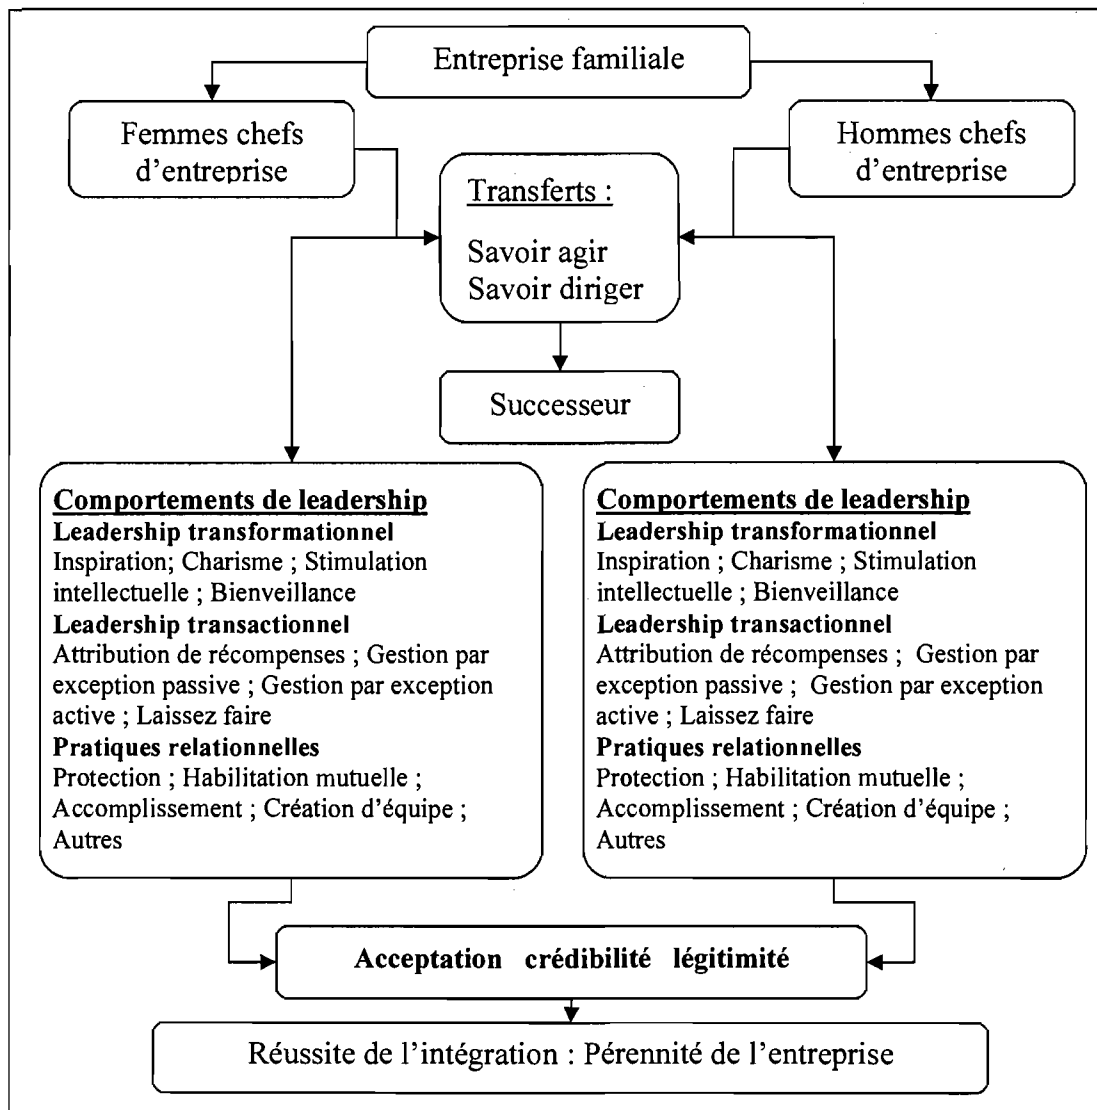 Entreprise familiale
Femmes chefs
d'entreprise
Hommes chefs
d'entreprise
Transferts :
Savoir agir
Savoir diriger
Successeur
Comportements de leadership
Leadership transformationnel
Inspiration; Charisme ; Stimulation
intellectuelle ; Bienveillance
Leadership transactionnel
Attribution de récompenses ; Gestion par
exception passive ; Gestion par exception
active ; Laissez faire
Pratiques relationnelles
Protection ; Habilitation mutuelle ;
Accomplissement ; Création d'équipe ;
Autres
Comportements de leadership
Leadership transformationnel
Inspiration ; Charisme ; Stimulation
intellectuelle ; Bienveillance
Leadership transactionnel
Attribution de récompenses ; Gestion par
exception passive ; Gestion par exception
active ; Laissez faire
Pratiques relationnelles
Protection ; Habilitation mutuelle ;
Accomplissement ; Création d'équipe ;
Autres
Acceptation crédibilité légitimité
Réussite de l'intégration : Pérennité de l'entreprise